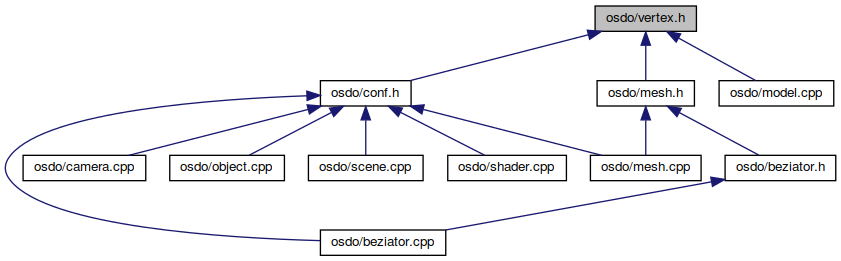 osdo/vertex.h
osdo/conf.h
osdo/mesh.h
osdo/model.cpp
osdo/camera.cpp
osdo/object.cpp
osdo/scene.cpp
osdo/shader.cpp
osdo/mesh.cpp
osdo/beziator.h
osdo/beziator.cpp